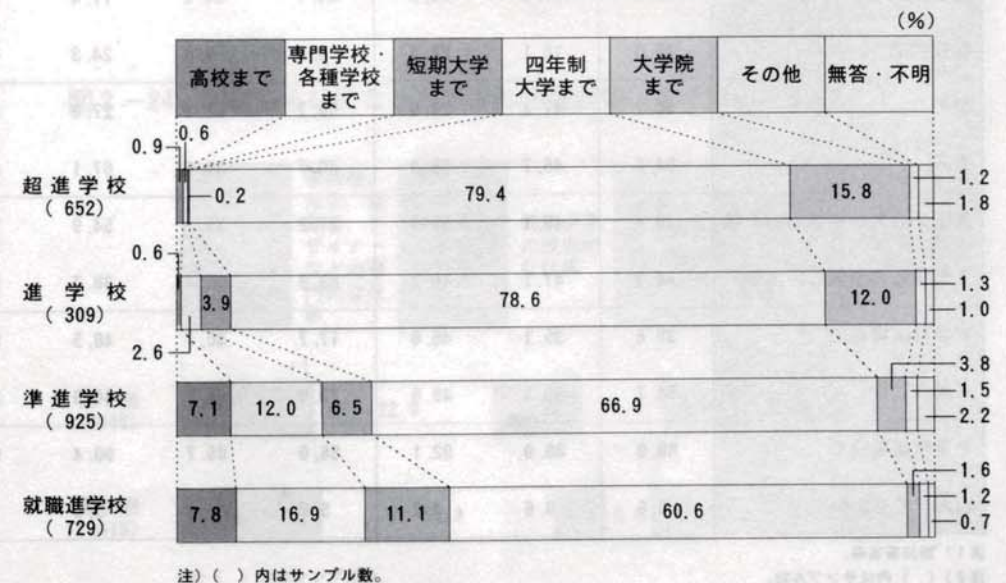 (%)
高校まで
専門学校・
各種学校
まで
短期大学
まで
四年制
大学まで
大学院
まで
その他
無答・不明
超進学校
(652)
0.9
0.6
0.2
79.4
15.8
1.2
1.8
進学校
(309)
0.6
2.6
3.9
78.6
12.0
1.3
1.0
準進学校
(925)
7.1
12.0
6.5
66.9
3.8
1.5
2.2
就職進学校
(729)
7.8
16.9
11.1
60.6
1.6
1.2
0.7
注)( )内はサンプル数。